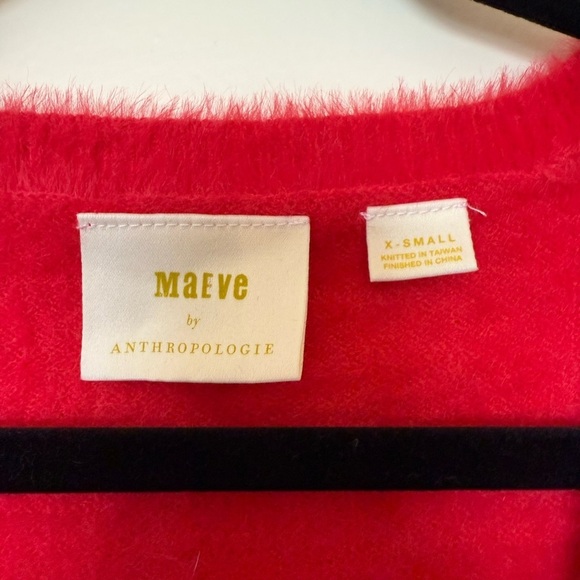 MaEve
by
ANTHROPOLOGIE
X-SMALL
KNITTED IN TAIWAN
FINISHED IN CHINA